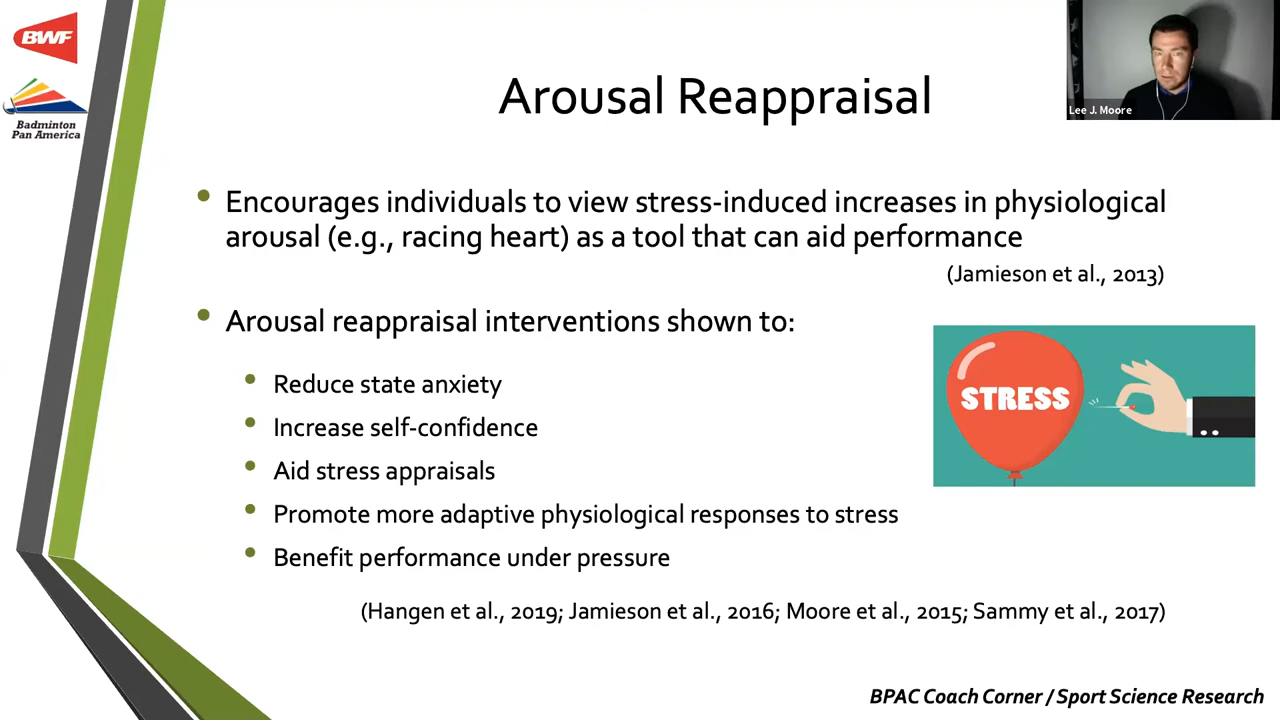 BWF
Badminton
Pan America
Arousal Reappraisal
Lee J. Moore
• Encourages individuals to view stress-induced increases in physiological
arousal (e.g., racing heart) as a tool that can aid performance
(Jamieson et al., 2013)
• Arousal reappraisal interventions shown to:
• Reduce state anxiety
• Increase self-confidence
• Aid stress appraisals
• Promote more adaptive physiological responses to stress
• Benefit performance under pressure
STRESS
(Hangen et al., 2019; Jamieson et al., 2016; Moore et al., 2015; Sammy et al., 2017)
BPAC Coach Corner / Sport Science Research